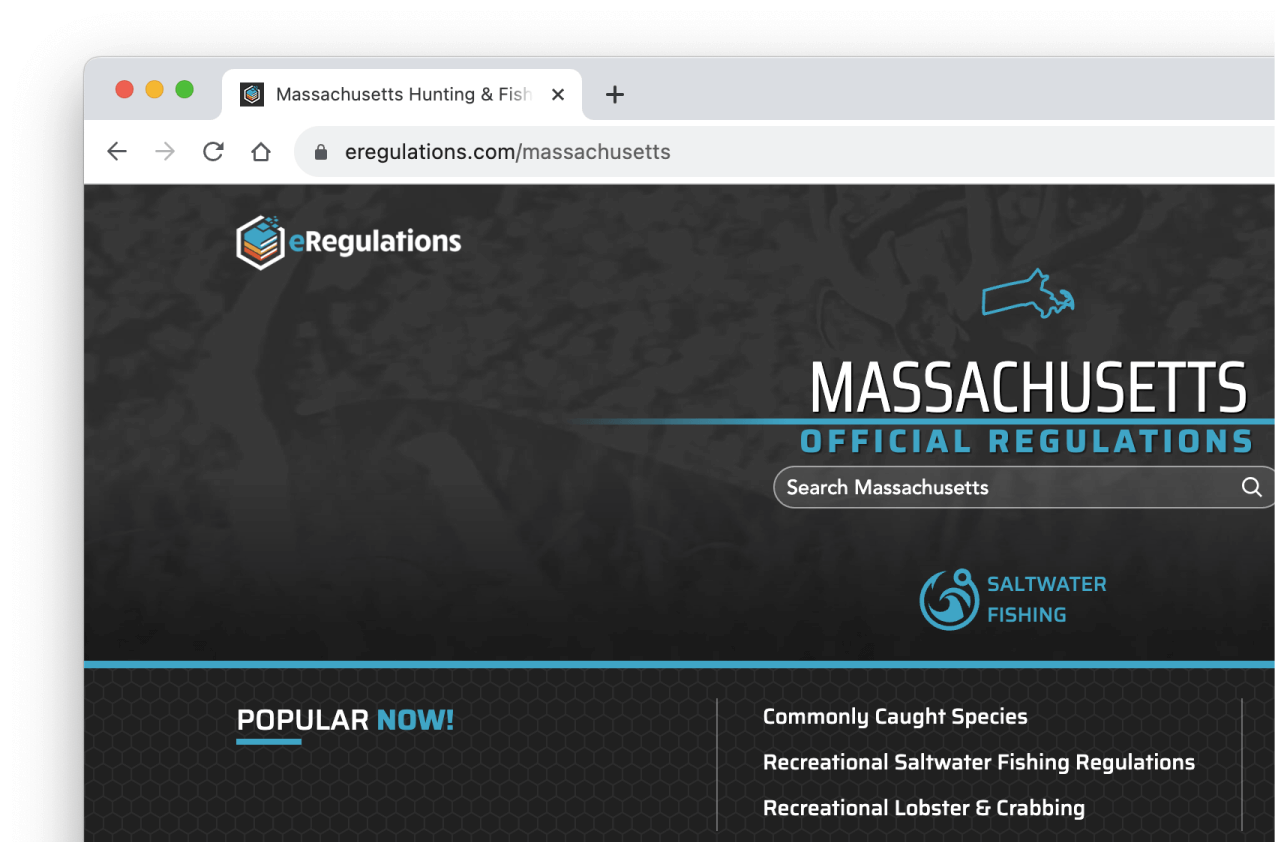 Massachusetts Hunting & Fish
eregulations.com/massachusetts
eRegulations
MASSACHUSETTS
OFFICIAL REGULATIONS
Search Massachusetts
SALTWATER
FISHING
POPULAR NOW!
Commonly Caught Species
Recreational Saltwater Fishing Regulations
Recreational Lobster & Crabbing